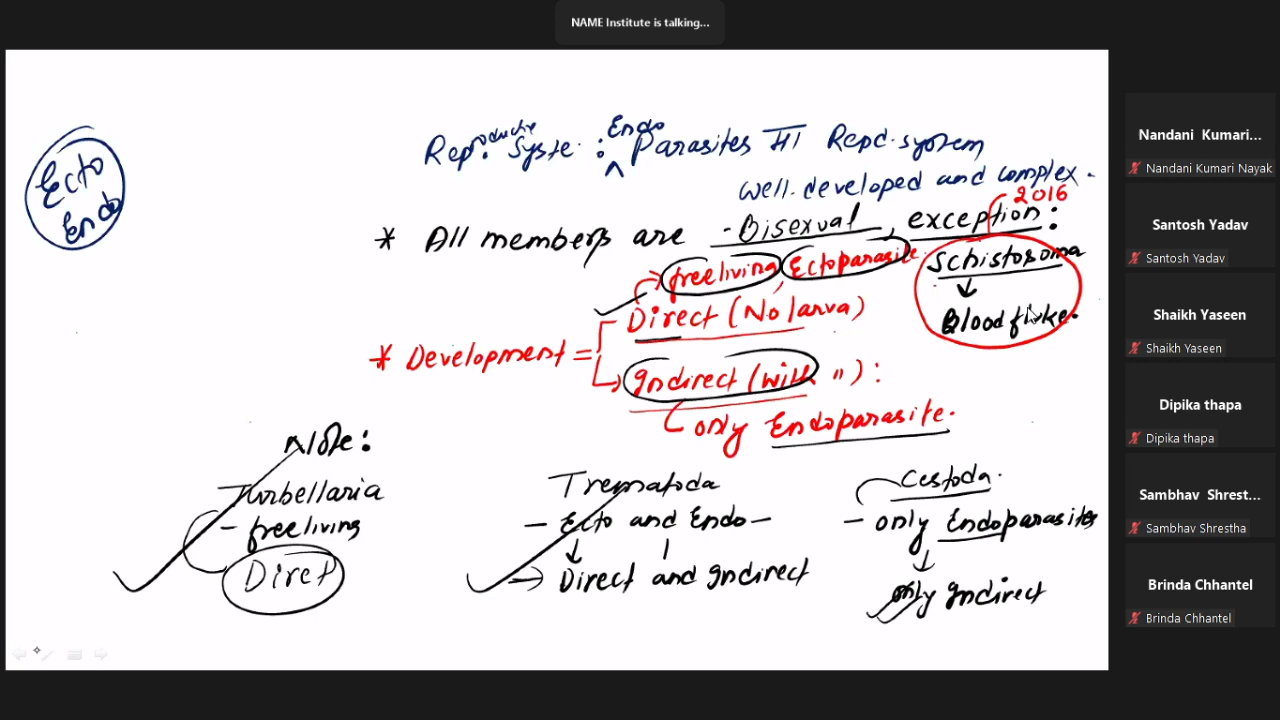 NAME Institute is talking...
Ecto
Endo
Reproductive Syste : Endo Parasites Repd. system
well-developed and complex.
2016
* All members are - Bisexual, exception :
Schistosoma
↓
Blood fluke.
freeliving, Ectoparasite.
Direct (No larva)
* Development =
Indirect (with "):
only Endoparasite.
Note:
Turbellaria
- freeliving
Diret
Trematoda
- Ecto and Endo -
→ Direct and Indirect
Cestoda.
- only Endoparasites
↓
only Indirect
Nandani Kumari...
Nandani Kumari Nayak
Santosh Yadav
Santosh Yadav
Shaikh Yaseen
Shaikh Yaseen
Dipika thapa
Dipika thapa
Sambhav Shrest...
Sambhav Shrestha
Brinda Chhantel
Brinda Chhantel